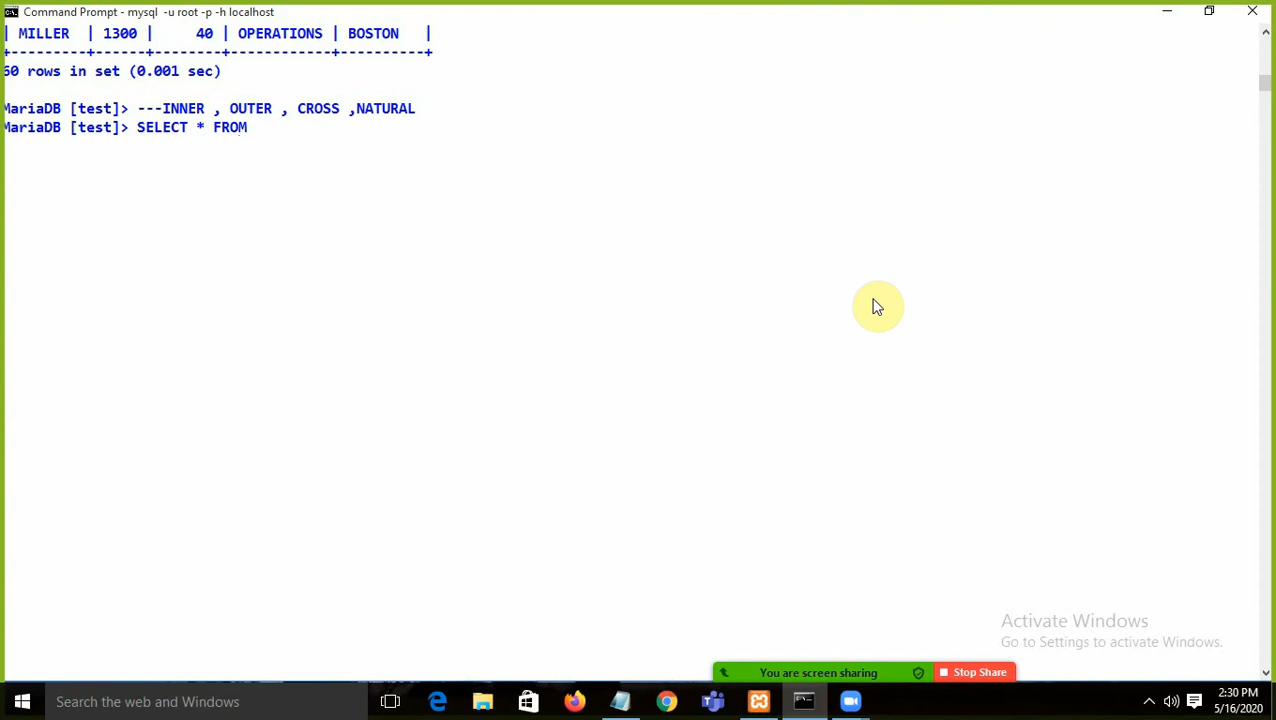 Command Prompt - mysql -u root -p -h localhost
| MILLER | 1300 | 40 | OPERATIONS | BOSTON |
+---------+------+--------+------------+----------+
60 rows in set (0.001 sec)
MariaDB [test]> ---INNER , OUTER , CROSS ,NATURAL
MariaDB [test]> SELECT * FROM
Activate Windows
Go to Settings to activate Windows.
You are screen sharing
Stop Share
Search the web and Windows
2:30 PM
5/16/2020